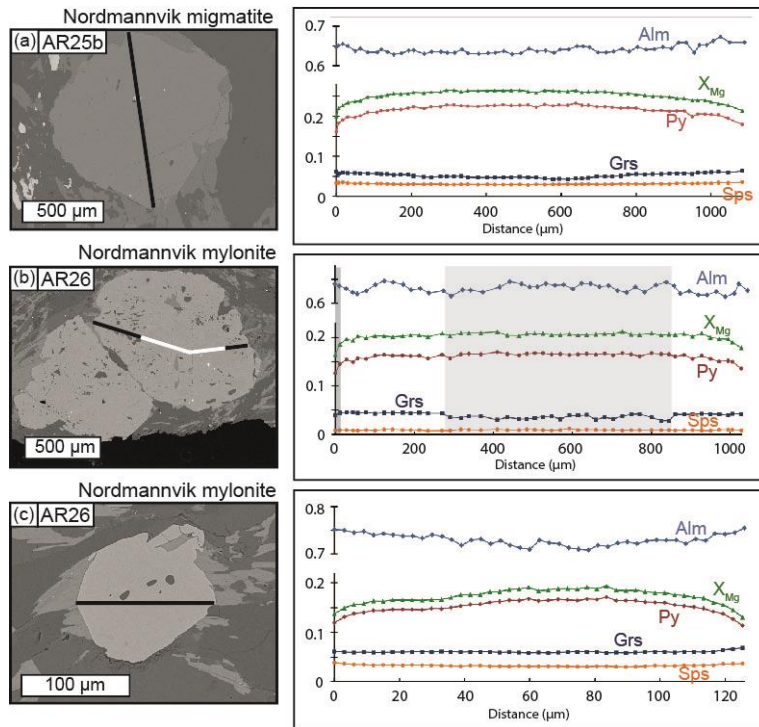 Nordmannvik migmatite
(a) AR25b
500 µm
0.7
0.6
0.2
0.1
0
Alm
XMg
Py
Grs
Sps
0 200 400 600 800 1000
Distance (µm)
Nordmannvik mylonite
(b) AR26
500 µm
0.6
0.2
0.1
0
Alm
XMg
Py
Grs
Sps
0 200 400 600 800 1000
Distance (µm)
Nordmannvik mylonite
(c) AR26
100 µm
0.8
0.7
0.2
0.1
0
Alm
XMg
Py
Grs
Sps
0 20 40 60 80 100 120
Distance (µm)